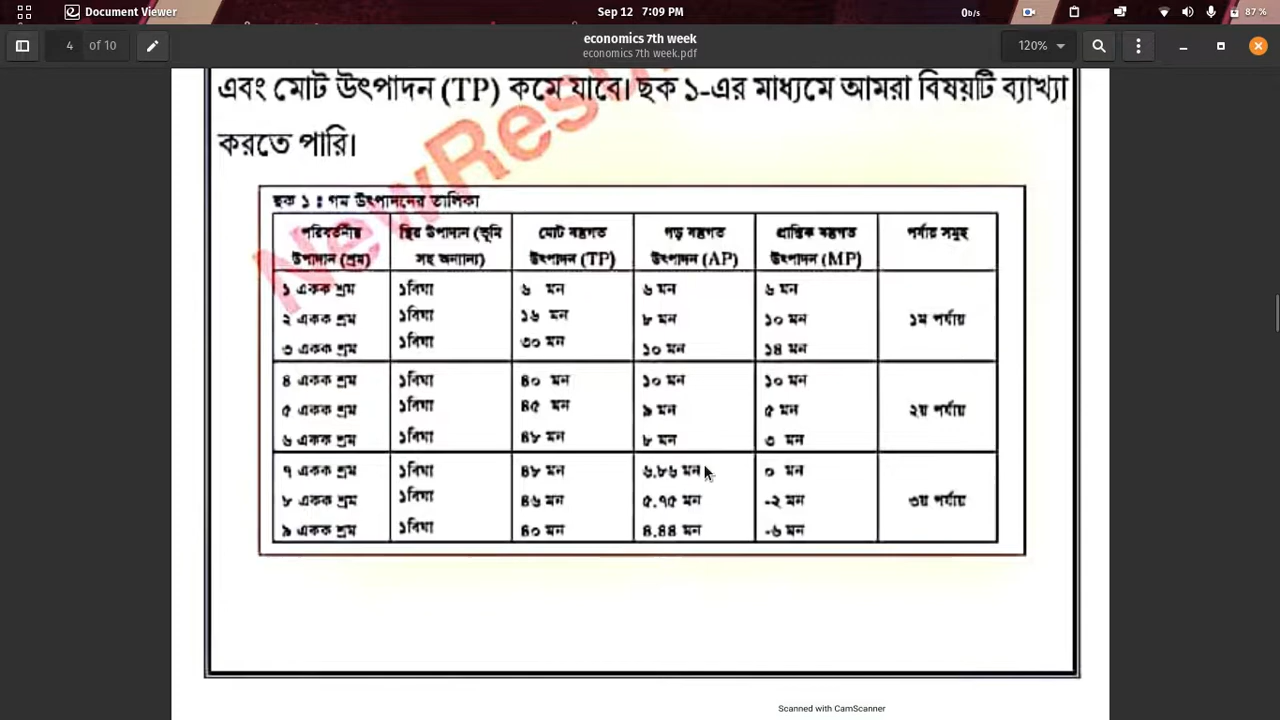 Sep 12 7:09 PM
Document Viewer
0b/s
87 %
economics 7th week
economics 7th week.pdf
4 of 10
120%
এবং মোট উৎপাদন (TP) কমে যাবে। ছক ১-এর মাধ্যমে আমরা বিষয়টি ব্যাখ্যা
করতে পারি।
NewResu
ছক ১ : গম উৎপাদনের তালিকা
পরিবর্তনীয় উপাদান (শ্রম) স্থির উপাদান (ভূমি সহ অন্যান্য) মোট বস্তুগত উৎপাদন (TP) গড় বস্তুগত উৎপাদন (AP) প্রান্তিক বস্তুগত উৎপাদন (MP) পর্যায় সমূহ
১ একক শ্রম ১বিঘা ৬ মন ৬ মন ৬ মন
২ একক শ্রম ১বিঘা ১৬ মন ৮ মন ১০ মন ১ম পর্যায়
৩ একক শ্রম ১বিঘা ৩০ মন ১০ মন ১৪ মন
৪ একক শ্রম ১বিঘা ৪০ মন ১০ মন ১০ মন
৫ একক শ্রম ১বিঘা ৪৫ মন ৯ মন ৫ মন ২য় পর্যায়
৬ একক শ্রম ১বিঘা ৪৮ মন ৮ মন ৩ মন
৭ একক শ্রম ১বিঘা ৪৮ মন ৬.৮৬ মন ০ মন
৮ একক শ্রম ১বিঘা ৪৬ মন ৫.৭৫ মন -২ মন ৩য় পর্যায়
৯ একক শ্রম ১বিঘা ৪০ মন ৪.৪৪ মন -৬ মন
Scanned with CamScanner